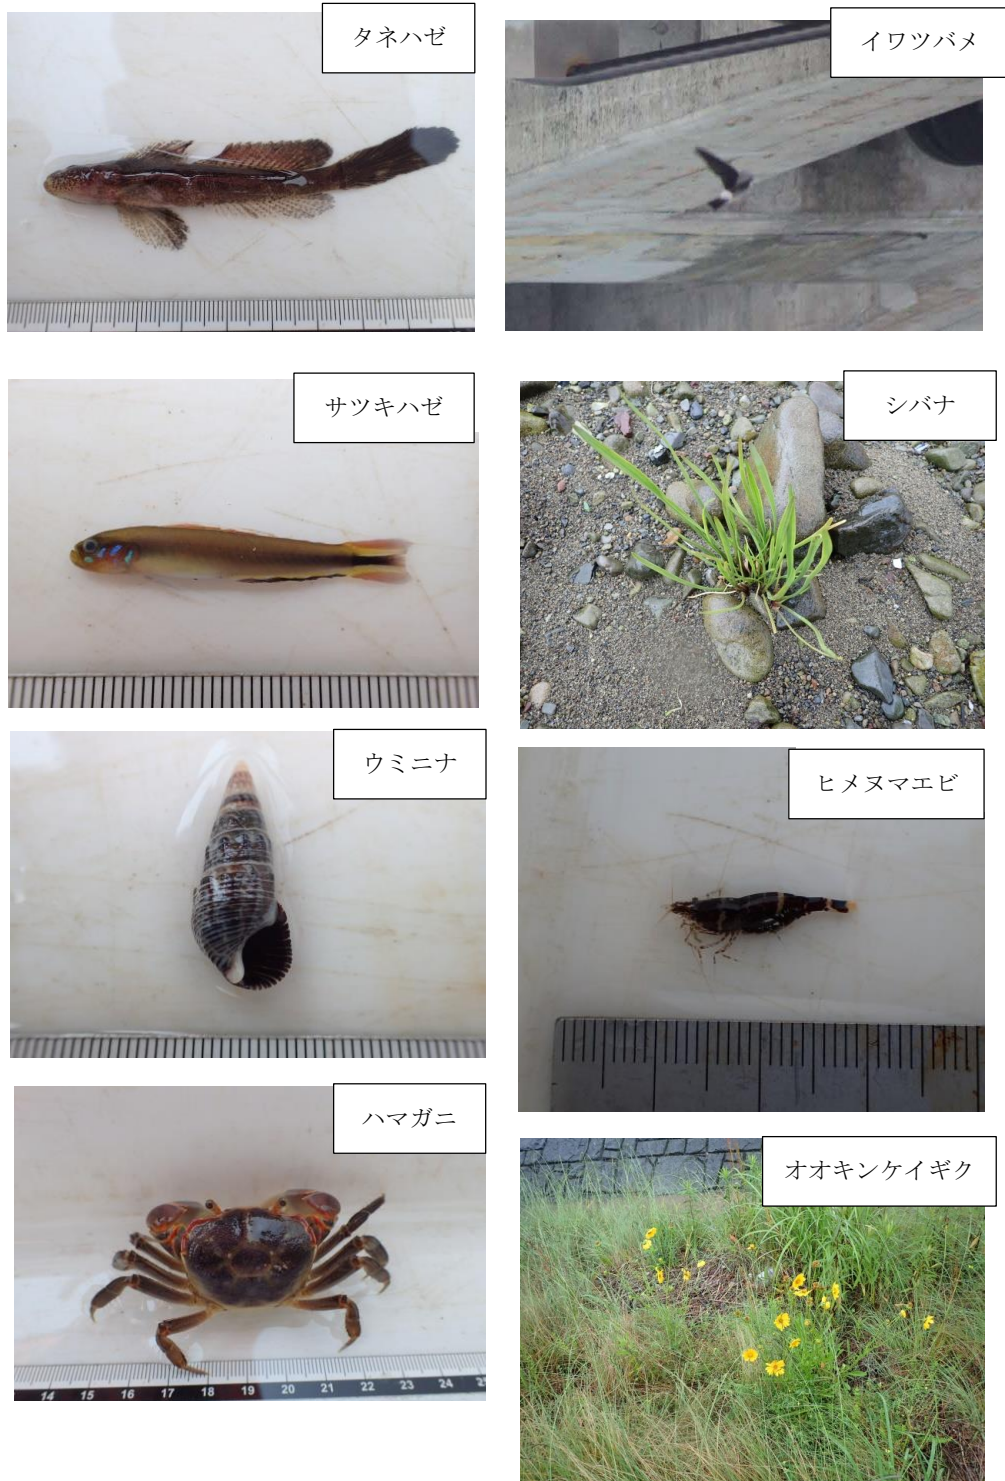 タネハゼ
イワツバメ
サツキハゼ
シバナ
ウミニナ
ヒメヌマエビ
ハマガニ
14 15 16 17 18 19 20 21 22 23 24
オオキンケイギク